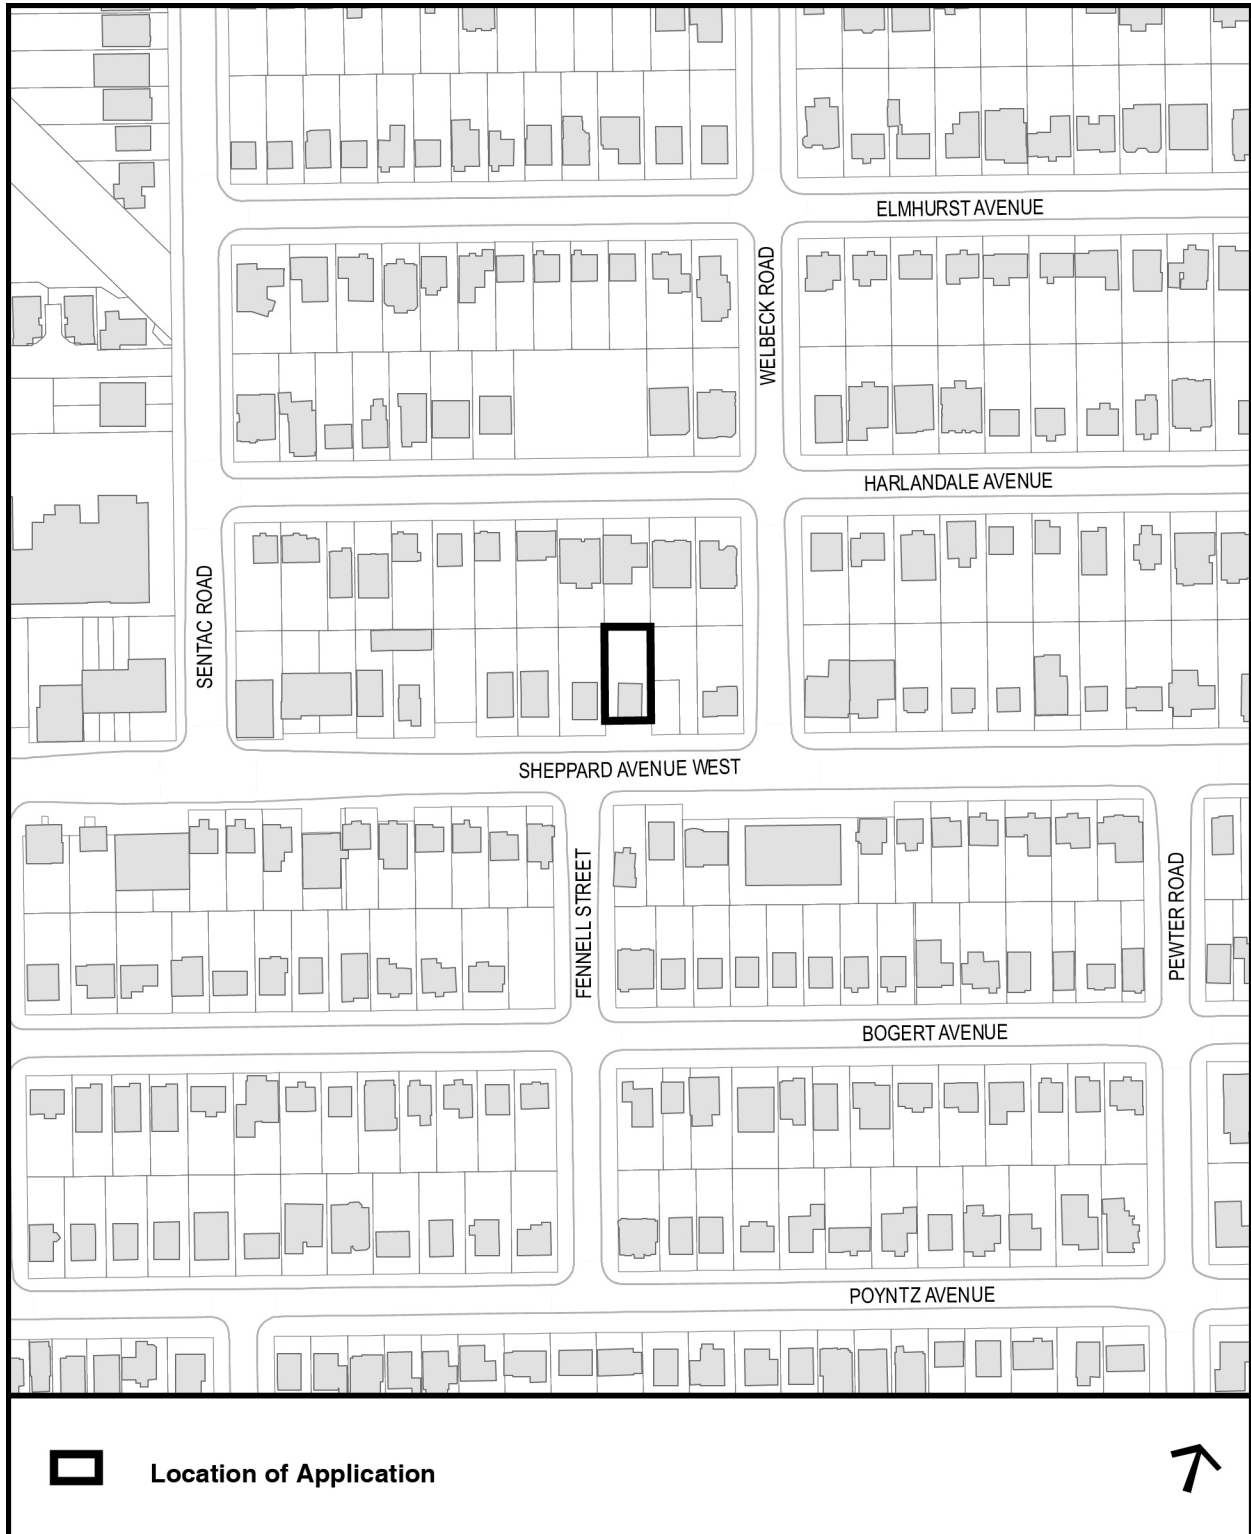 ELMHURST AVENUE
WELBECK ROAD
HARLANDALE AVENUE
SENTAC ROAD
SHEPPARD AVENUE WEST
FENNELL STREET
PEWTER ROAD
BOGERT AVENUE
POYNTZ AVENUE
Location of Application